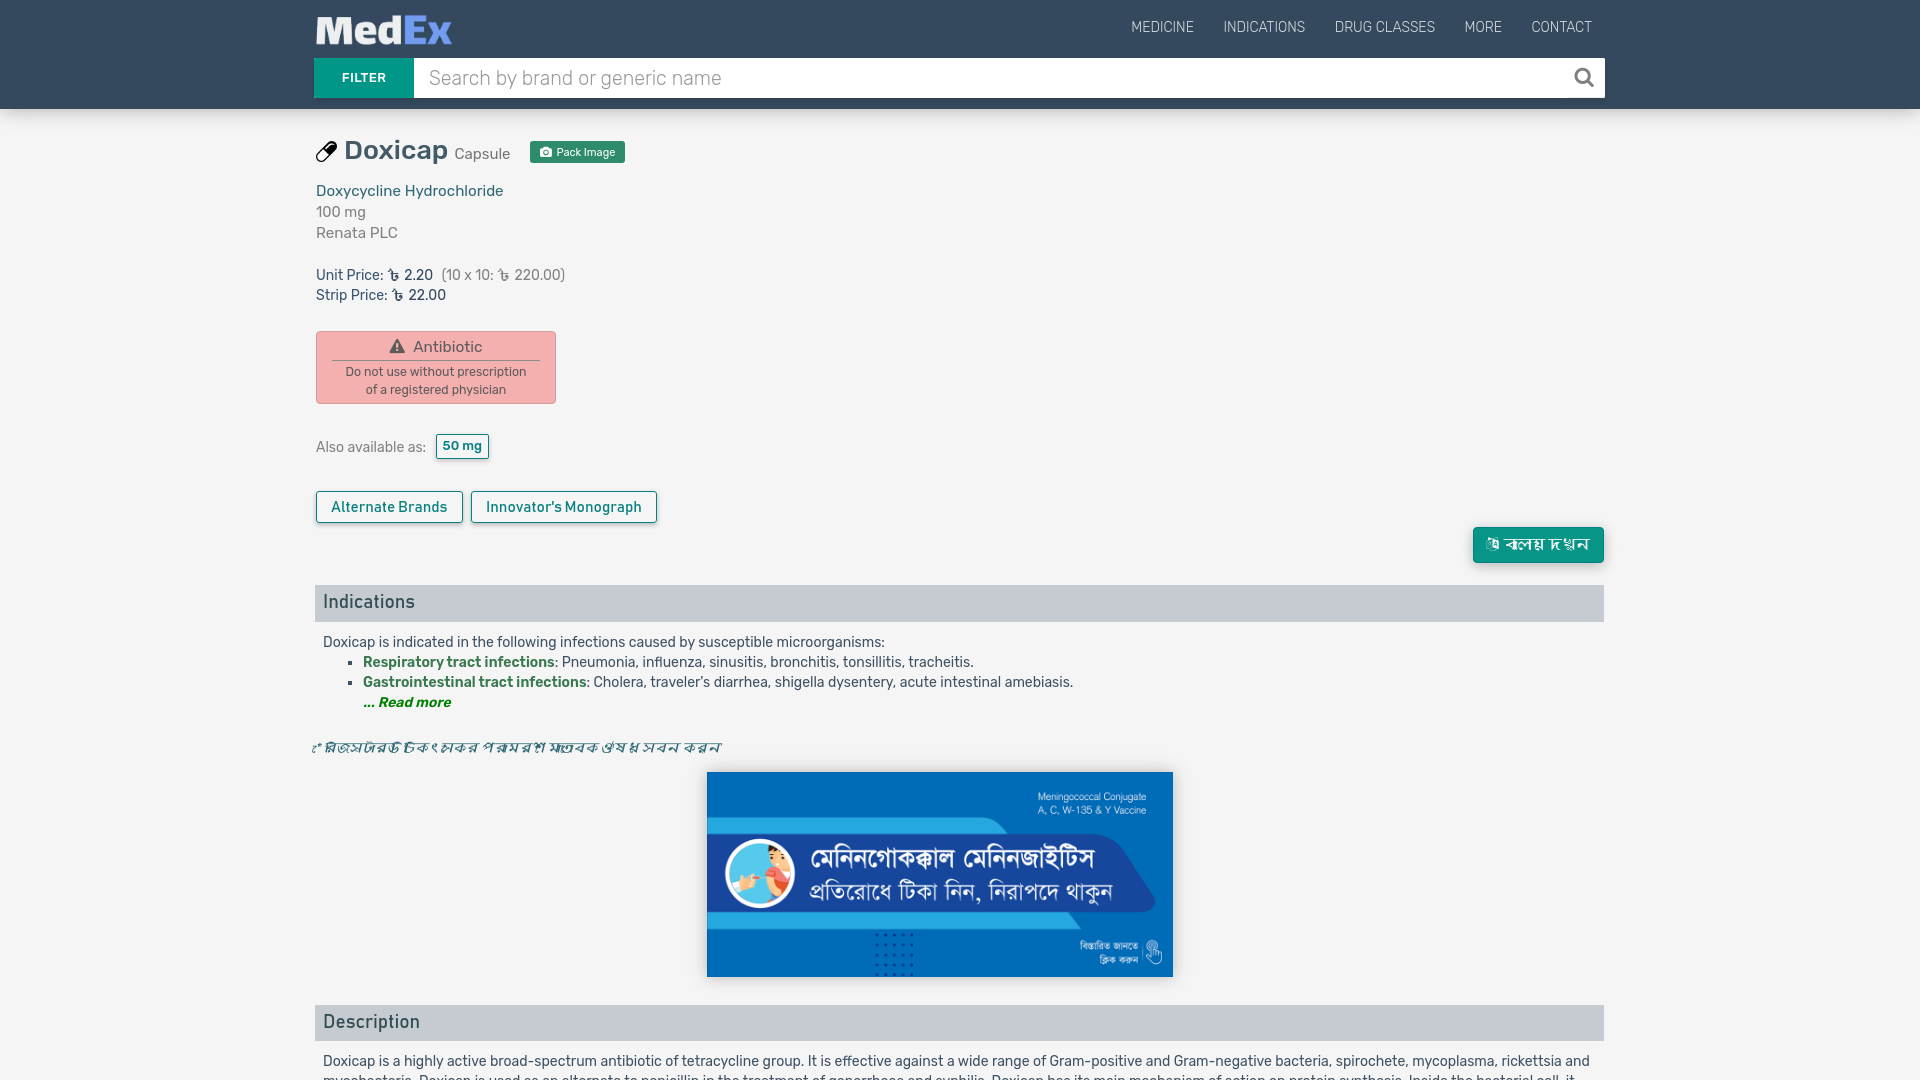 MedEx
MEDICINE INDICATIONS DRUG CLASSES MORE CONTACT
FILTER Search by brand or generic name
Doxicap Capsule Pack Image
Doxycycline Hydrochloride
100 mg
Renata PLC
Unit Price: ৳ 2.20 (10 x 10: ৳ 220.00)
Strip Price: ৳ 22.00
Antibiotic
Do not use without prescription
of a registered physician
Also available as: 50 mg
Alternate Brands Innovator's Monograph
বাংলায় দেখুন
Indications
Doxicap is indicated in the following infections caused by susceptible microorganisms:
Respiratory tract infections: Pneumonia, influenza, sinusitis, bronchitis, tonsillitis, tracheitis.
Gastrointestinal tract infections: Cholera, traveler's diarrhea, shigella dysentery, acute intestinal amebiasis.
... Read more
* রেজিস্টার্ড চিকিৎসকের পরামর্শ মোতাবেক ঔষধ সেবন করুন'
Meningococcal Conjugate
A, C, W-135 & Y Vaccine
মেনিনগোকক্কাল মেনিনজাইটিস
প্রতিরোধে টিকা নিন, নিরাপদে থাকুন
বিস্তারিত জানতে
ক্লিক করুন
Description
Doxicap is a highly active broad-spectrum antibiotic of tetracycline group. It is effective against a wide range of Gram-positive and Gram-negative bacteria, spirochete, mycoplasma, rickettsia and